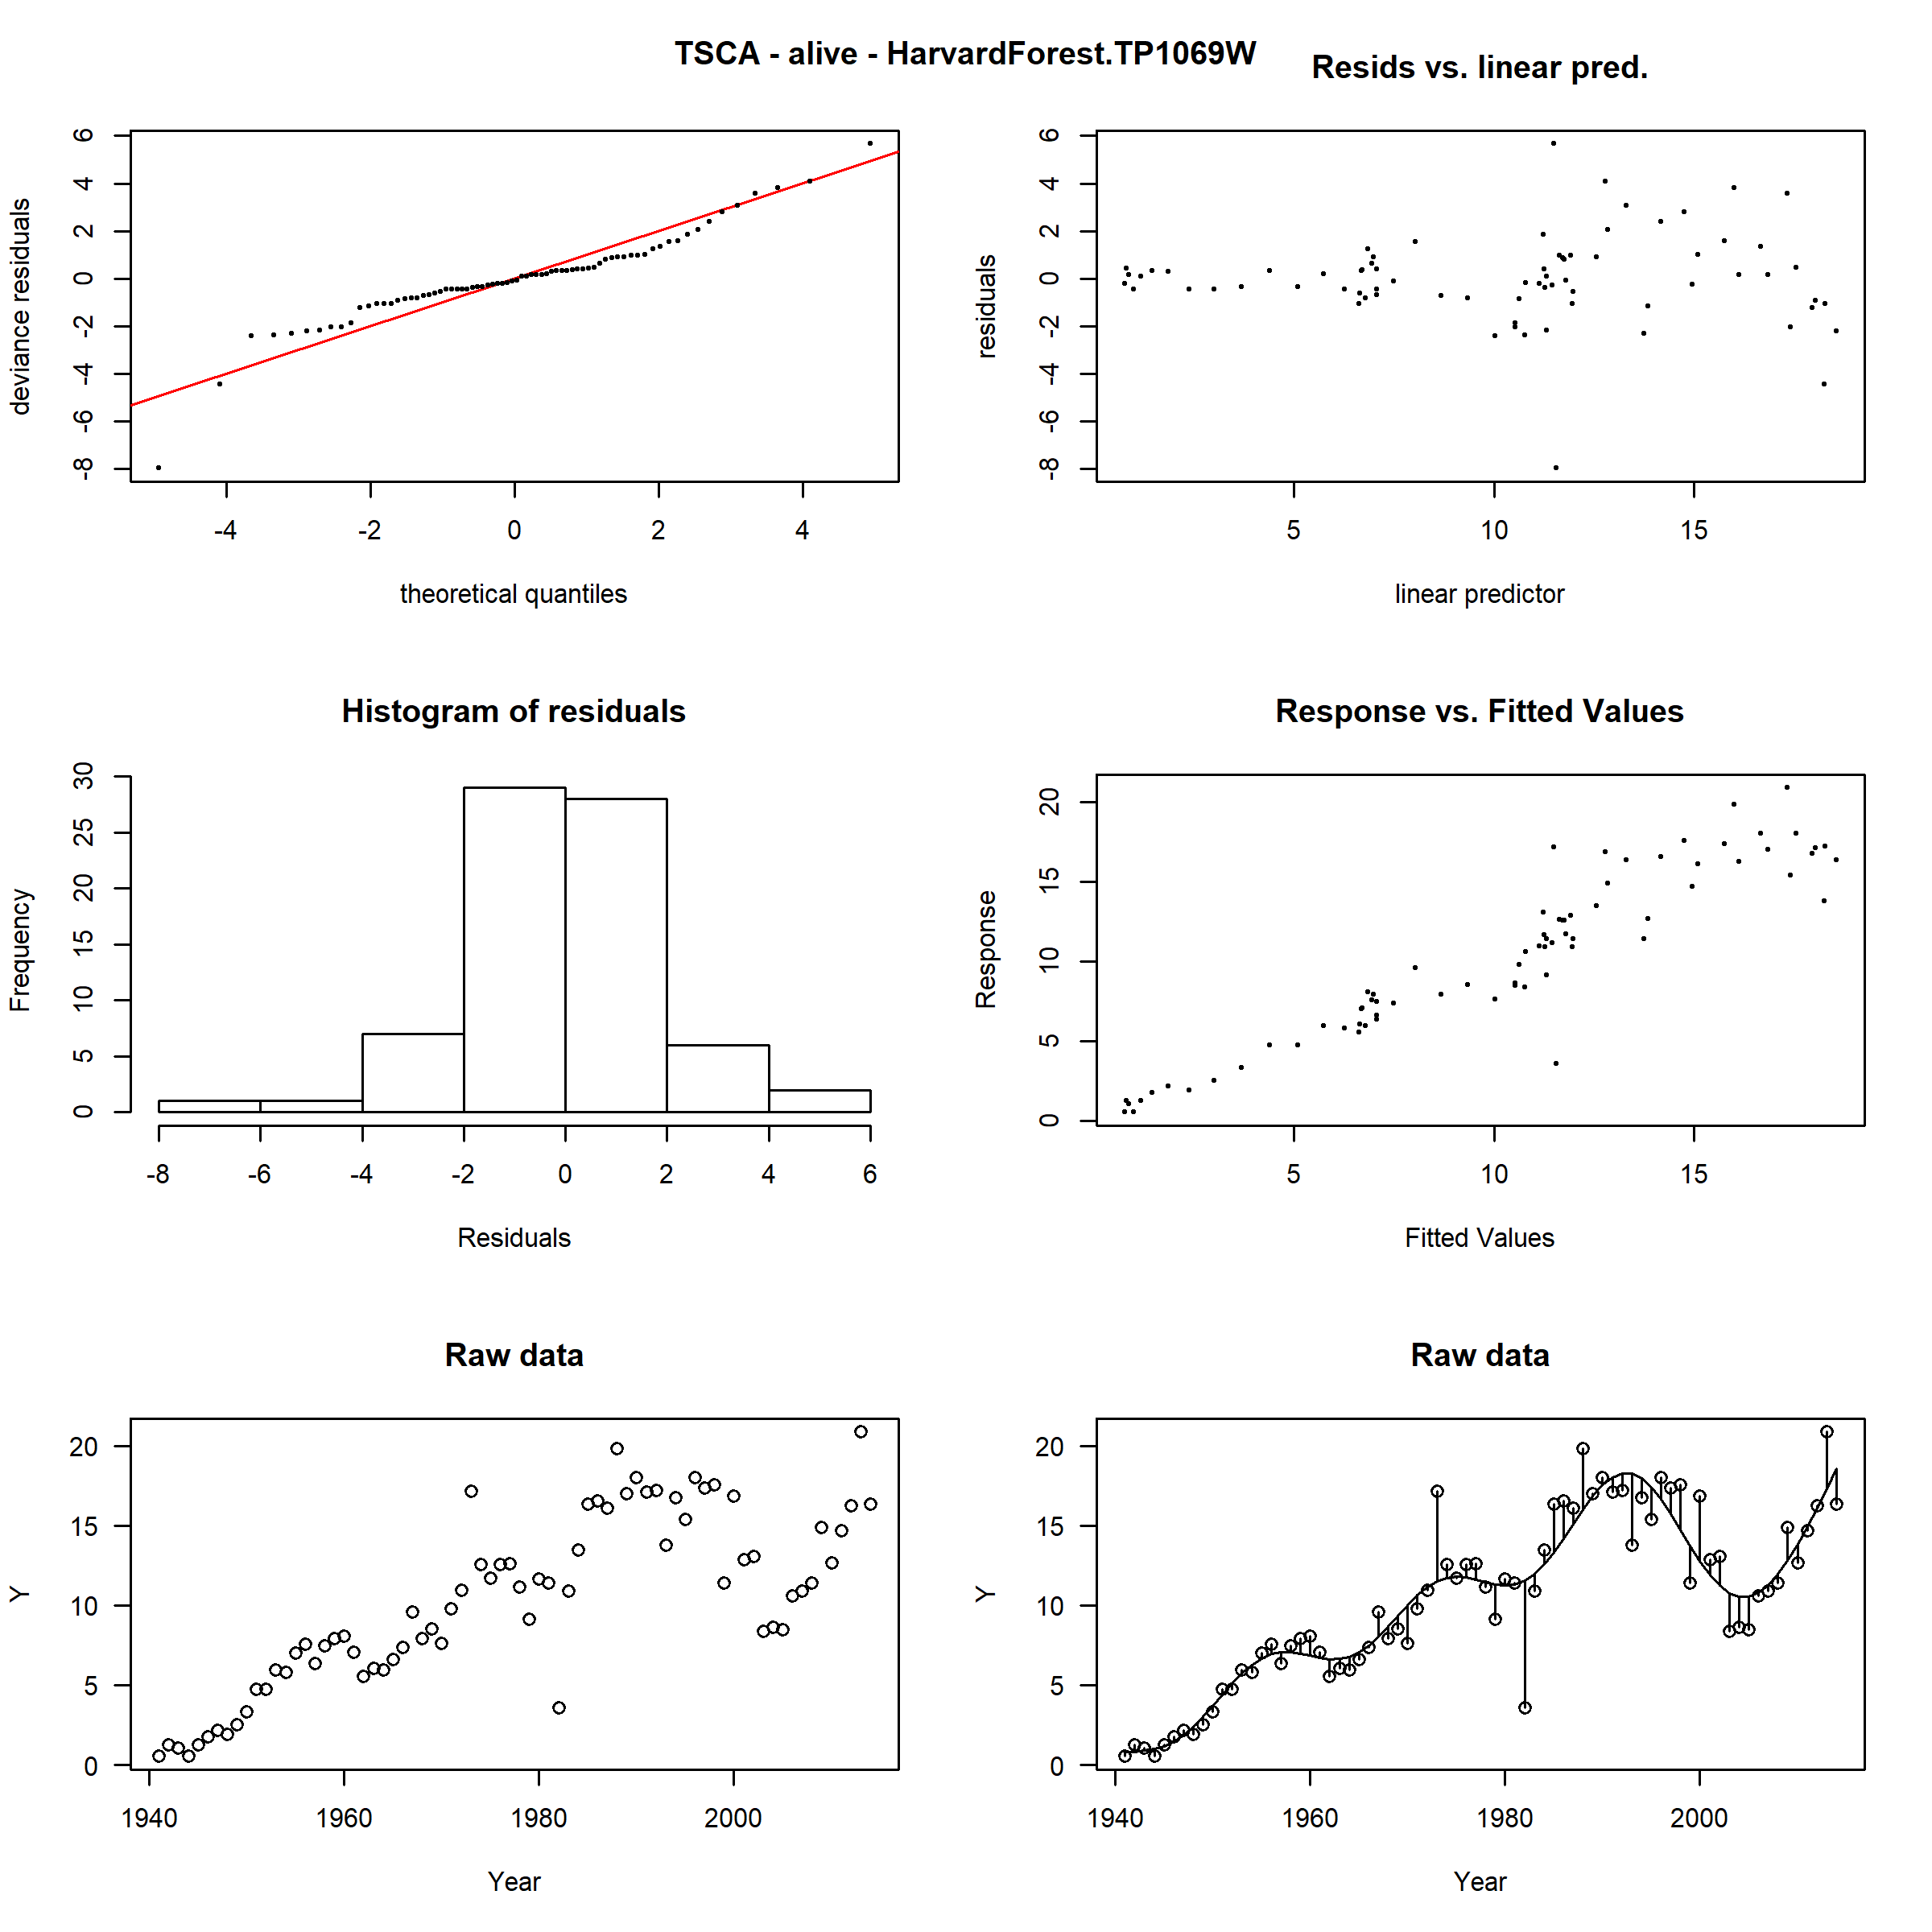 TSCA - alive - HarvardForest.TP1069W
Resids vs. linear pred.
deviance residuals
-8 -6 -4 -2 0 2 4 6
-4 -2 0 2 4
theoretical quantiles
residuals
-8 -6 -4 -2 0 2 4 6
5 10 15
linear predictor
Histogram of residuals
Frequency
0 5 10 15 20 25 30
-8 -6 -4 -2 0 2 4 6
Residuals
Response vs. Fitted Values
Response
0 5 10 15 20
5 10 15
Fitted Values
Raw data
Y
0 5 10 15 20
1940 1960 1980 2000
Year
Raw data
Y
0 5 10 15 20
1940 1960 1980 2000
Year